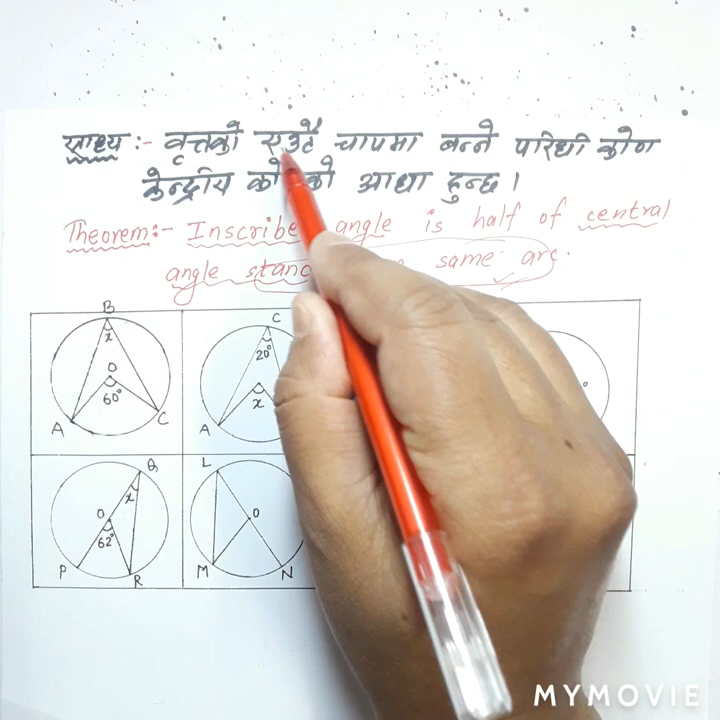 साध्य :- वृत्तको एउटै चापमा बन्ने परिधी कोण
केन्द्रीय को को आधा हुन्छ।
Theorem:- Inscribe angle is half of central
angle stand same arc.
B
x
O
60°
A
C
C
20°
x
A
Q
x
O
62°
P
R
L
O
M
N
MYMOVIE